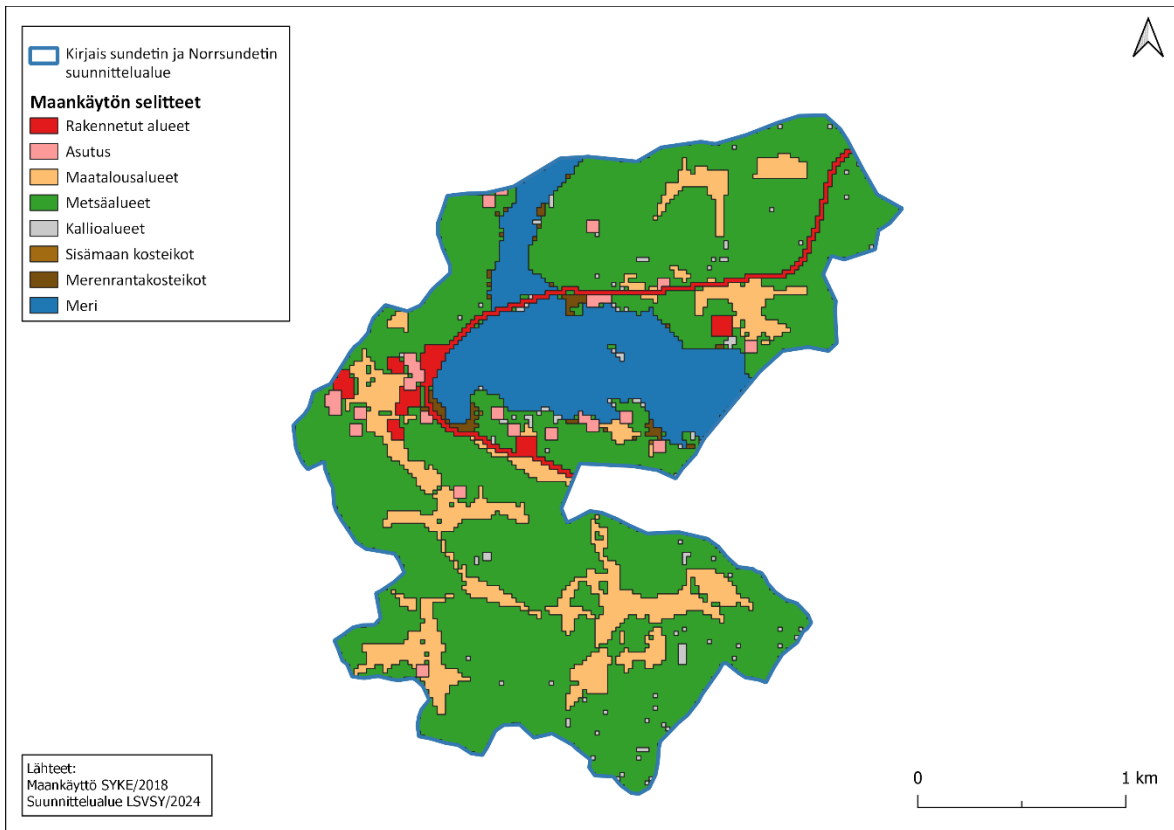 Kirjais sundetin ja Norrsundetin
suunnittelualue
Maankäytön selitteet
Rakennetut alueet
Asutus
Maatalousalueet
Metsäalueet
Kallioalueet
Sisämaan kosteikot
Merenrantakosteikot
Meri
Lähteet:
Maankäyttö SYKE/2018
Suunnittelualue LSVSY/2024
0 1 km